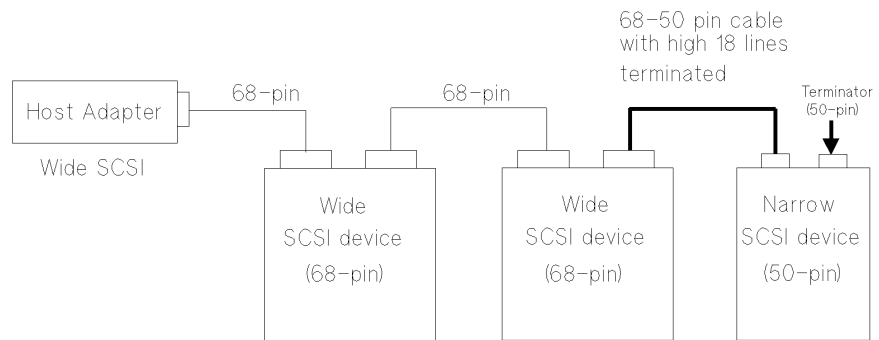 68-50 pin cable
with high 18 lines
terminated
68-pin
68-pin
Terminator
(50-pin)
Host Adapter
Wide SCSI
Wide
SCSI device
(68-pin)
Wide
SCSI device
(68-pin)
Narrow
SCSI device
(50-pin)